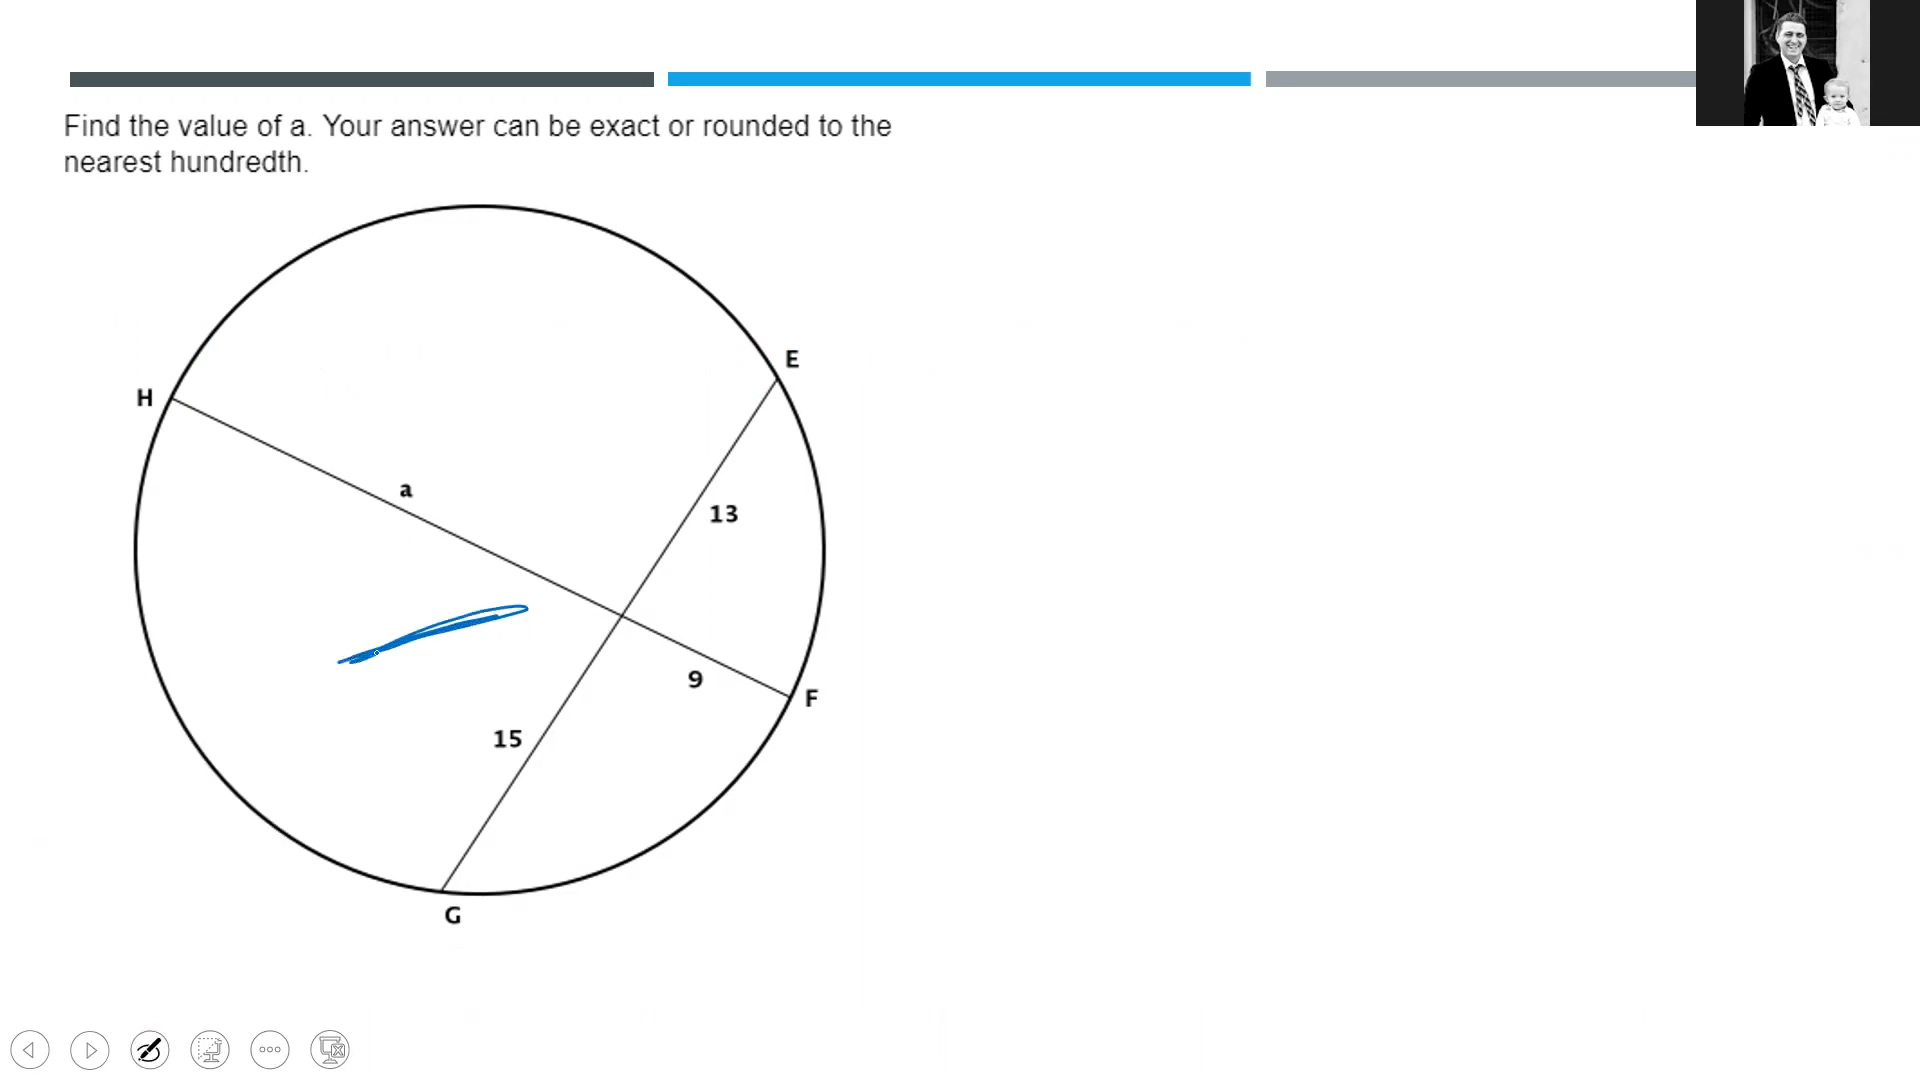 Find the value of a. Your answer can be exact or rounded to the
nearest hundredth.
E
H
a
13
9
F
15
G